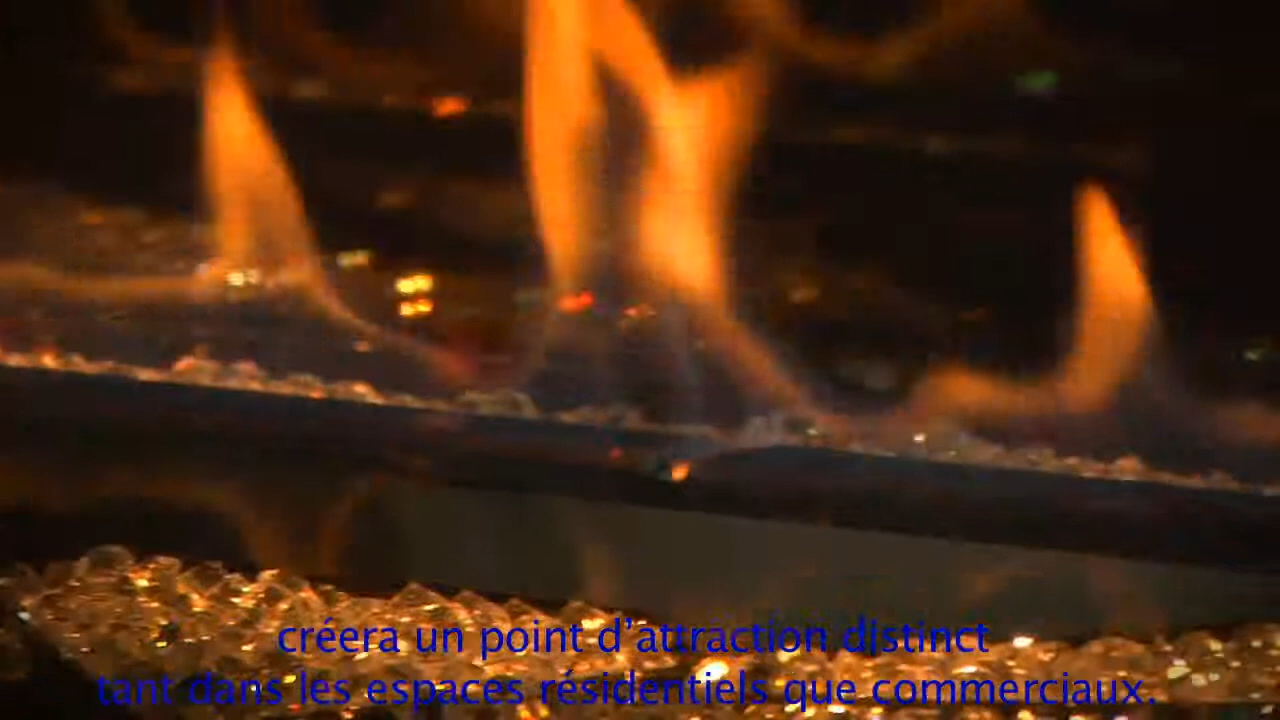 créera un point d'attraction distinct
tant dans les espaces résidentiels que commerciaux.